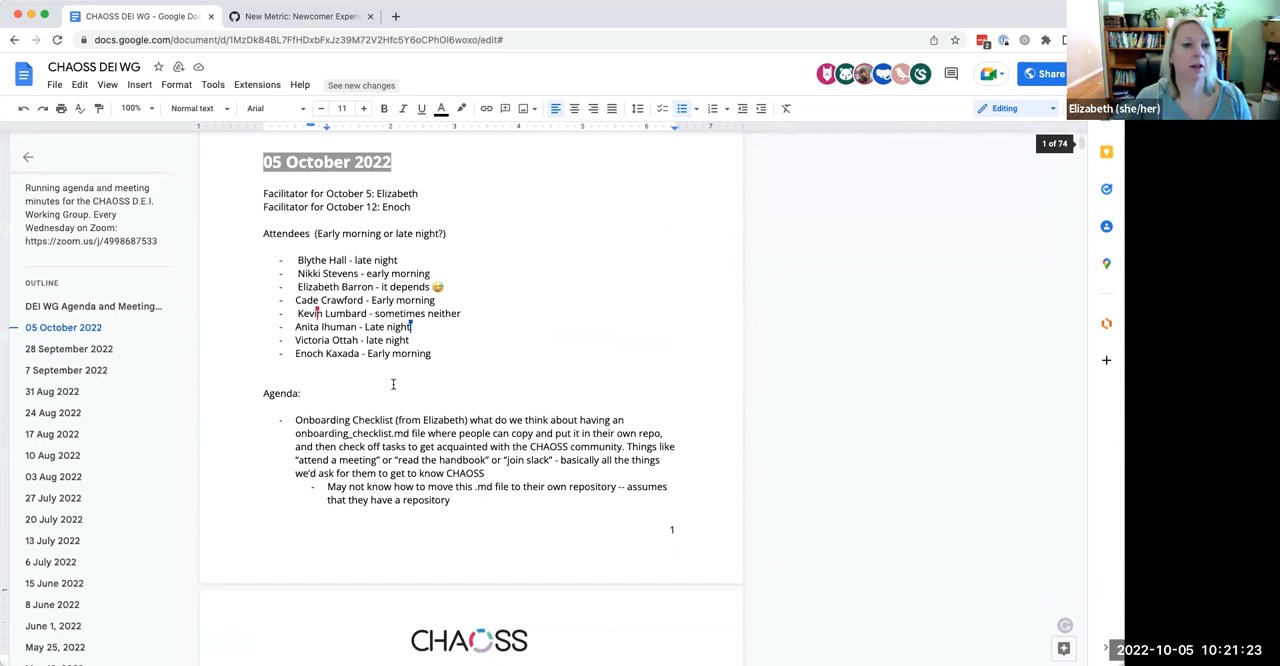 CHAOSS DEI WG - Google Doc
New Metric: Newcomer Experi
docs.google.com/document/d/1MzDk84BL7FfHDxbFxJz39M72V2Hfc5Y6oCPhOl6woxo/edit#
CHAOSS DEI WG
File Edit View Insert Format Tools Extensions Help
See new changes
Share
100% Normal text Arial 11
Editing
Elizabeth (she/her)
1 of 74
Running agenda and meeting
minutes for the CHAOSS D.E.I.
Working Group. Every
Wednesday on Zoom:
https://zoom.us/j/4998687533
OUTLINE
DEI WG Agenda and Meeting...
05 October 2022
28 September 2022
7 September 2022
31 Aug 2022
24 Aug 2022
17 Aug 2022
10 Aug 2022
03 Aug 2022
27 July 2022
20 July 2022
13 July 2022
6 July 2022
15 June 2022
8 June 2022
June 1, 2022
May 25, 2022
05 October 2022
Facilitator for October 5: Elizabeth
Facilitator for October 12: Enoch
Attendees (Early morning or late night?)
- Blythe Hall - late night
- Nikki Stevens - early morning
- Elizabeth Barron - it depends 😅
- Cade Crawford - Early morning
- Kevin Lumbard - sometimes neither
- Anita Ihuman - Late night
- Victoria Ottah - late night
- Enoch Kaxada - Early morning
Agenda:
- Onboarding Checklist (from Elizabeth) what do we think about having an
onboarding_checklist.md file where people can copy and put it in their own repo,
and then check off tasks to get acquainted with the CHAOSS community. Things like
"attend a meeting" or "read the handbook" or "join slack" - basically all the things
we'd ask for them to get to know CHAOSS
- May not know how to move this .md file to their own repository -- assumes
that they have a repository
1
CHAOSS
2022-10-05 10:21:23